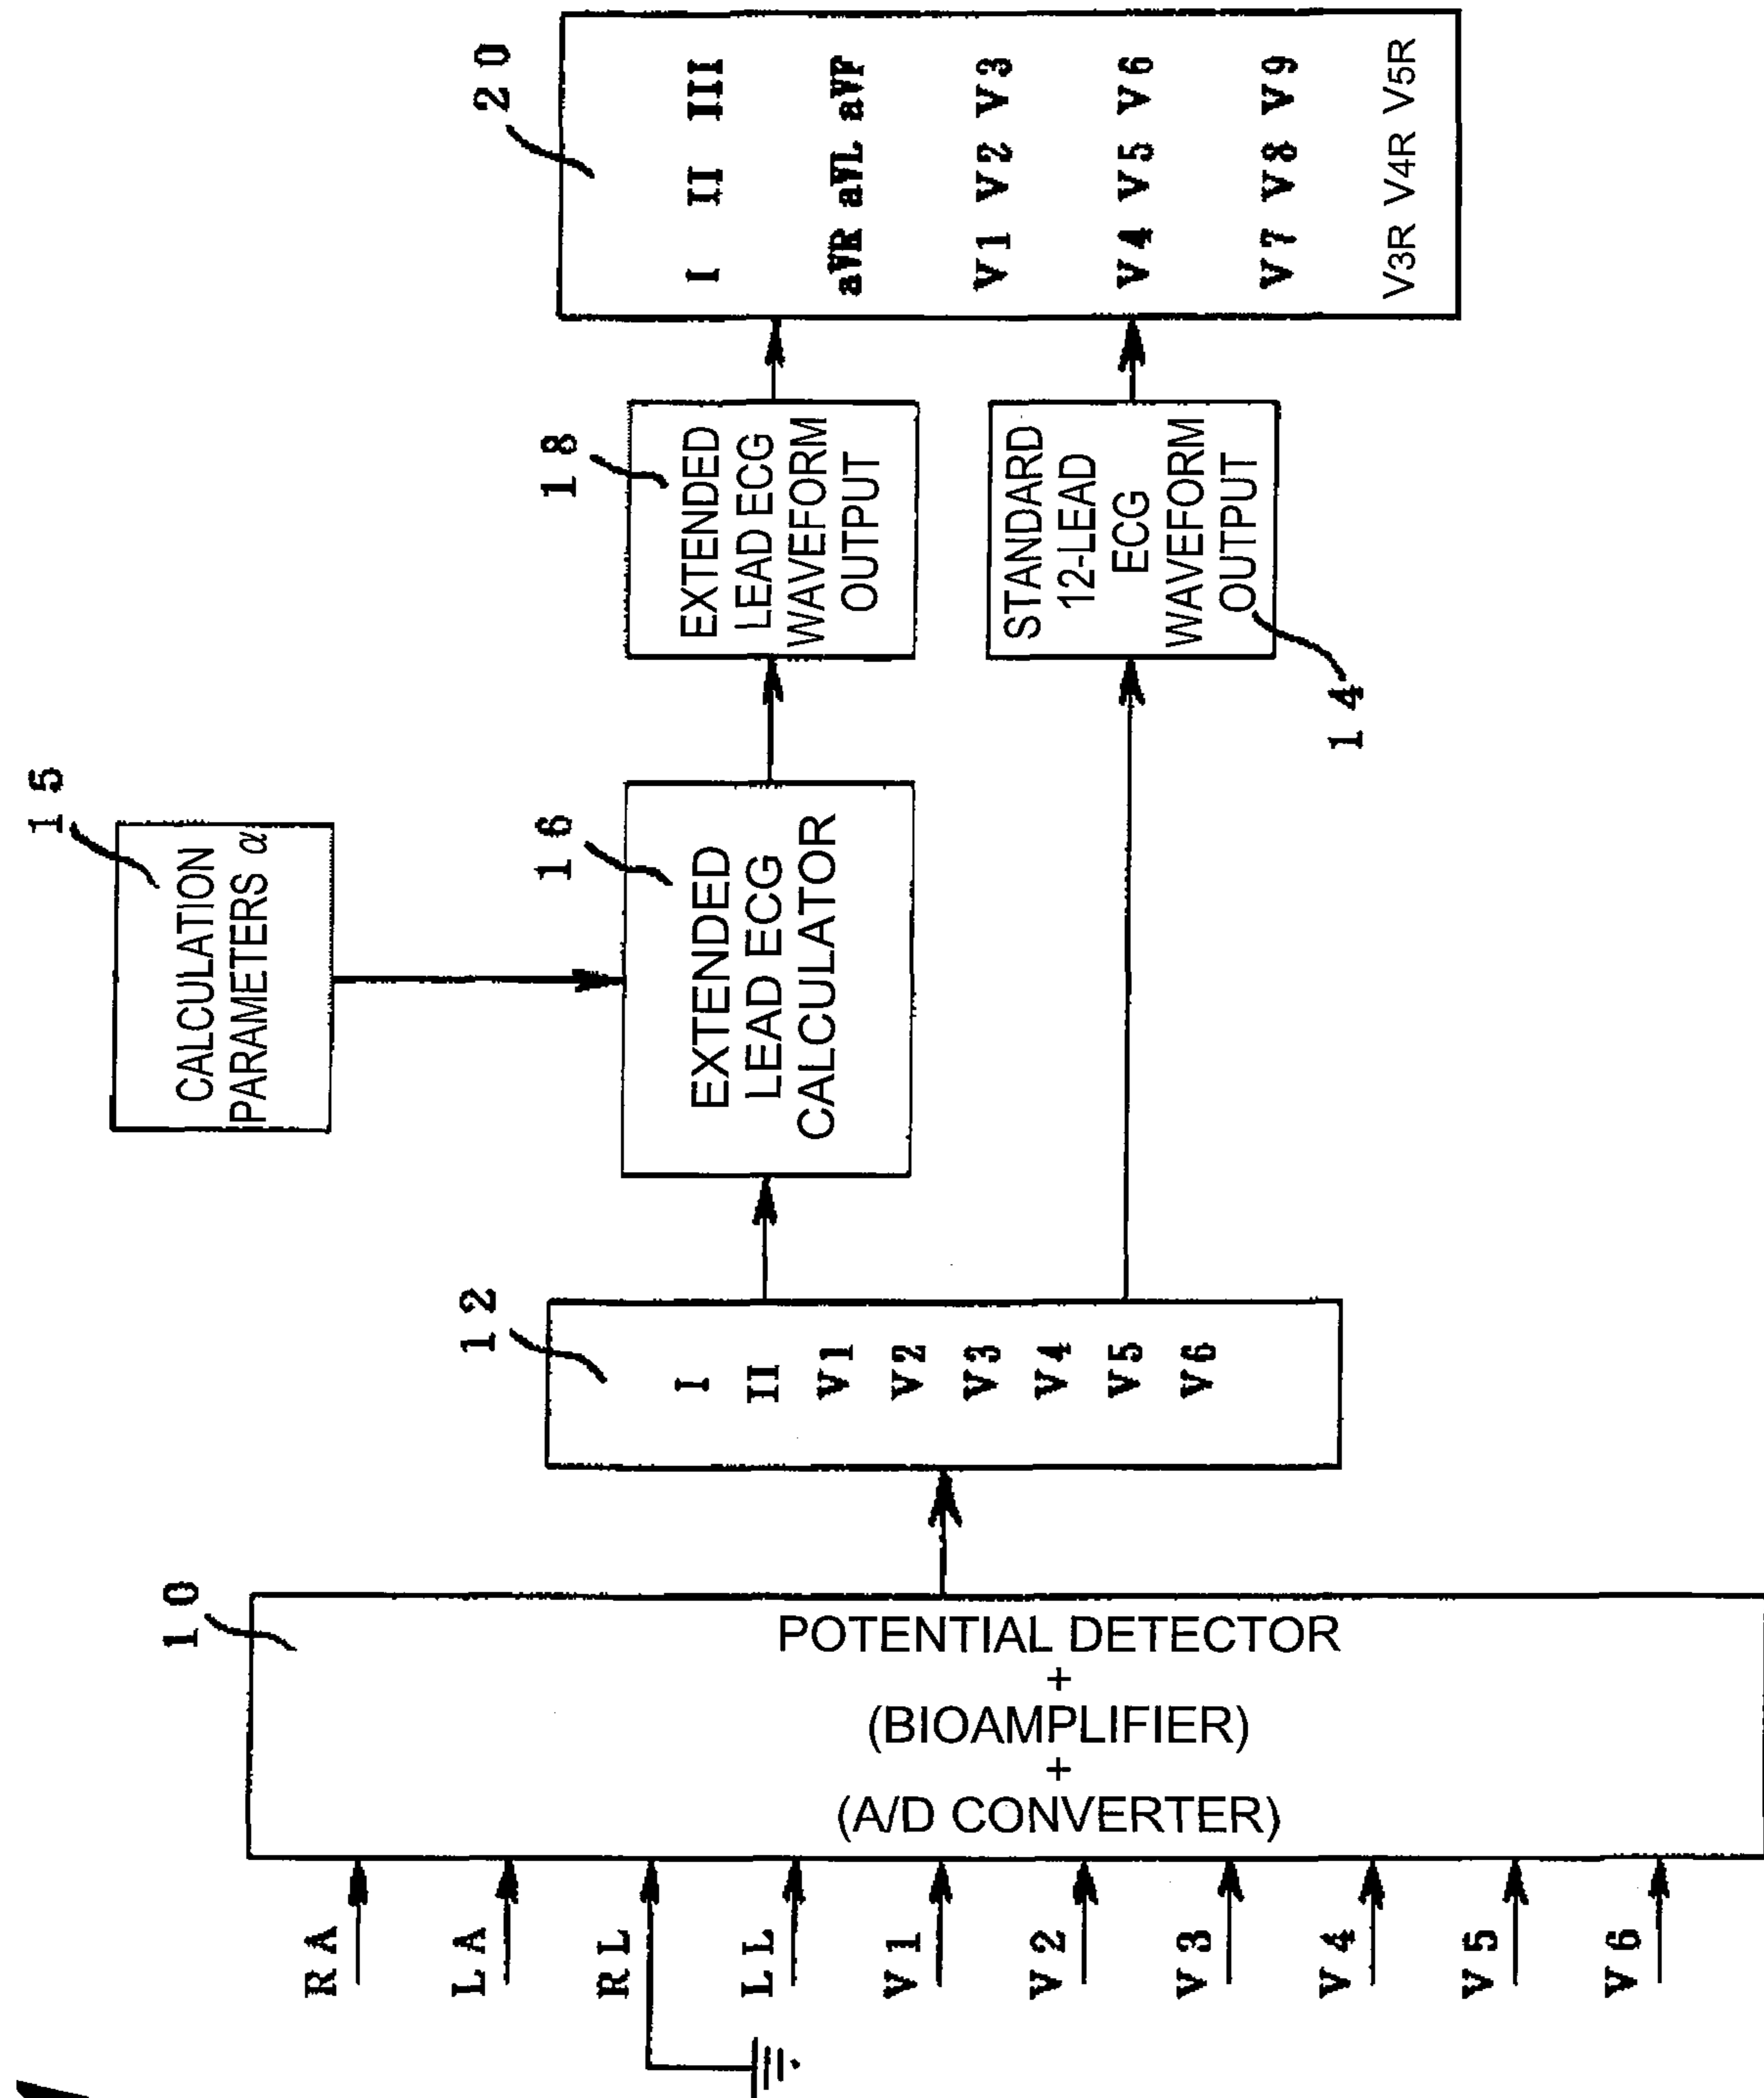 RA
LA
RL
LL
V1
V2
V3
V4
V5
V6
10
POTENTIAL DETECTOR
+
(BIOAMPLIFIER)
+
(A/D CONVERTER)
12
I
II
V1
V2
V3
V4
V5
V6
15
CALCULATION
PARAMETERS α
16
EXTENDED
LEAD ECG
CALCULATOR
18
EXTENDED
LEAD ECG
WAVEFORM
OUTPUT
STANDARD
12-LEAD
ECG
WAVEFORM
OUTPUT
14
20
I II III
aVR aVL aVF
V1 V2 V3
V4 V5 V6
V7 V8 V9
V3R V4R V5R